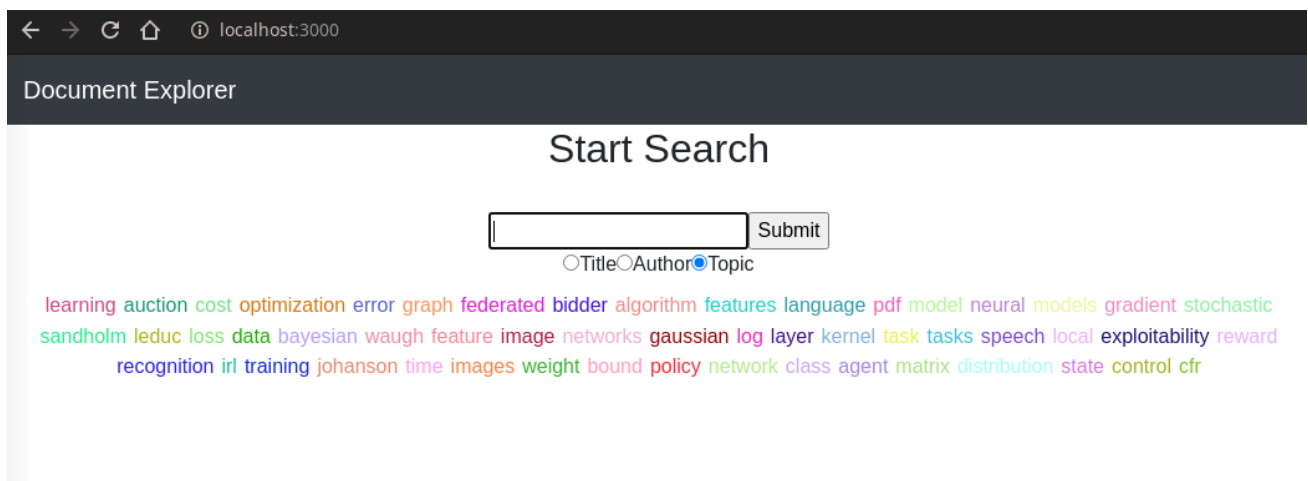 localhost:3000
Document Explorer
Start Search
Submit
Title Author Topic
learning auction cost optimization error graph federated bidder algorithm features language pdf model neural models gradient stochastic
sandholm leduc loss data bayesian waugh feature image networks gaussian log layer kernel task tasks speech local exploitability reward
recognition irl training johanson time images weight bound policy network class agent matrix distribution state control cfr